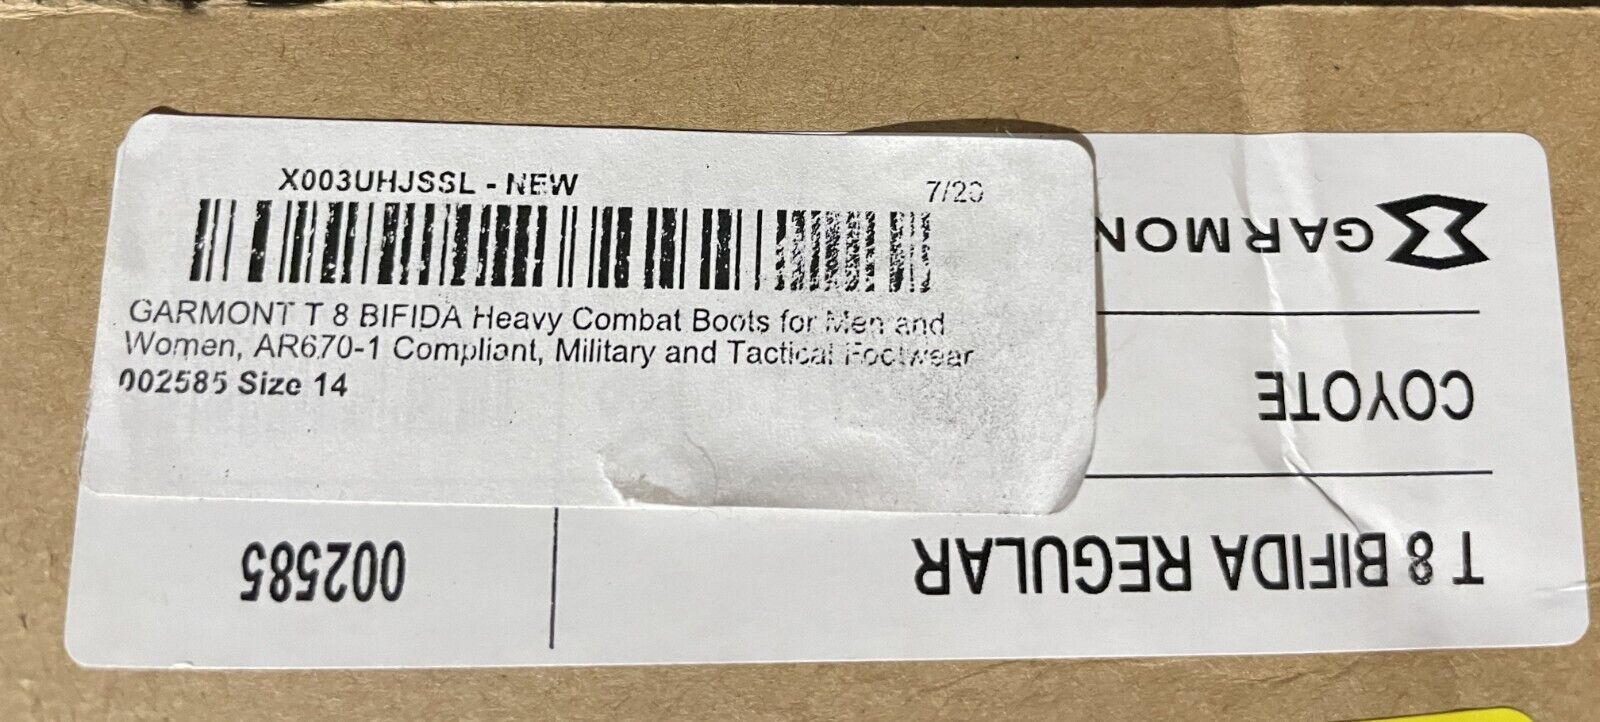 X003UHJSSL - NEW
7/20
GARMONT T 8 BIFIDA Heavy Combat Boots for Men and
Women, AR670-1 Compliant, Military and Tactical Footwear
002585 Size 14
GARMON
COYOTE
T 8 BIFIDA REGULAR
002585